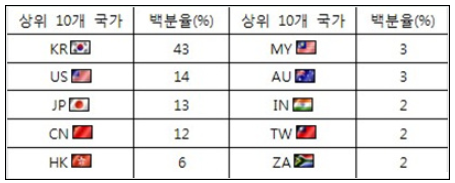 상위 10개 국가 백분율(%) 상위 10개 국가 백분율(%)
KR 43 MY 3
US 14 AU 3
JP 13 IN 2
CN 12 TW 2
HK 6 ZA 2